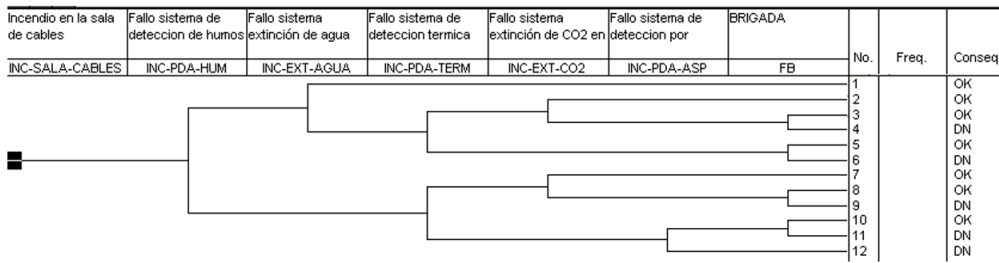 Incendio en la sala de cables
Fallo sistema de deteccion de humos
Fallo sistema extinción de agua
Fallo sistema de deteccion termica
Fallo sistema extinción de CO2 en
Fallo sistema de deteccion por
BRIGADA
No.
Freq.
Conseq
INC-SALA-CABLES
INC-PDA-HUM
INC-EXT-AGUA
INC-PDA-TERM
INC-EXT-CO2
INC-PDA-ASP
FB
1 OK
2 OK
3 OK
4 DN
5 OK
6 DN
7 OK
8 OK
9 DN
10 OK
11 DN
12 DN